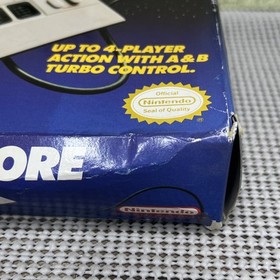 UP TO 4-PLAYER
ACTION WITH A & B
TURBO CONTROL.
Official
Nintendo
Seal of Quality
ORE
Nintendo